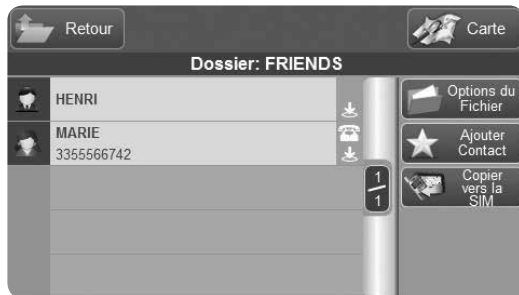 Retour
Carte
Dossier: FRIENDS
HENRI
MARIE
3355566742
1
1
Options du
Fichier
Ajouter
Contact
Copier
vers la
SIM